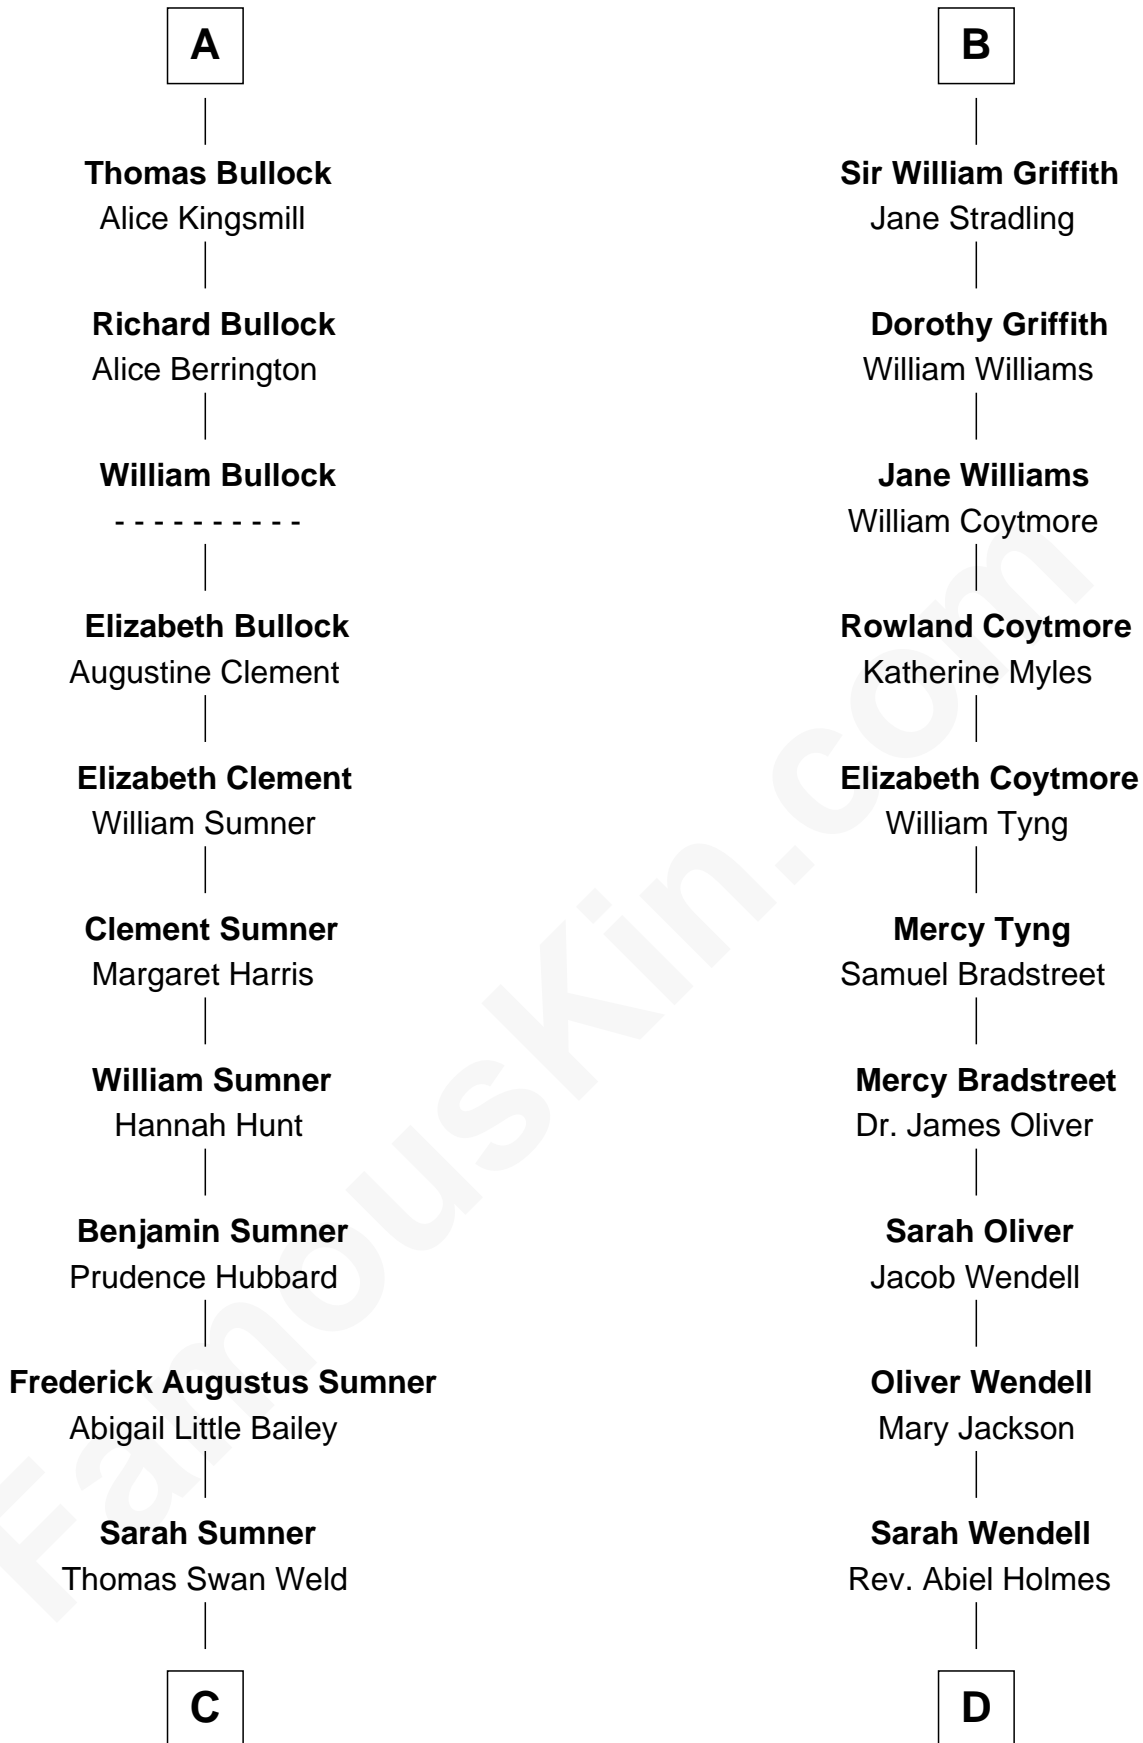 A
Thomas Bullock
Alice Kingsmill
Richard Bullock
Alice Berrington
William Bullock
- - - - - - - - - -
Elizabeth Bullock
Augustine Clement
Elizabeth Clement
William Sumner
Clement Sumner
Margaret Harris
William Sumner
Hannah Hunt
Benjamin Sumner
Prudence Hubbard
Frederick Augustus Sumner
Abigail Little Bailey
Sarah Sumner
Thomas Swan Weld
C
B
Sir William Griffith
Jane Stradling
Dorothy Griffith
William Williams
Jane Williams
William Coytmore
Rowland Coytmore
Katherine Myles
Elizabeth Coytmore
William Tyng
Mercy Tyng
Samuel Bradstreet
Mercy Bradstreet
Dr. James Oliver
Sarah Oliver
Jacob Wendell
Oliver Wendell
Mary Jackson
Sarah Wendell
Rev. Abiel Holmes
D
FamousKin.com